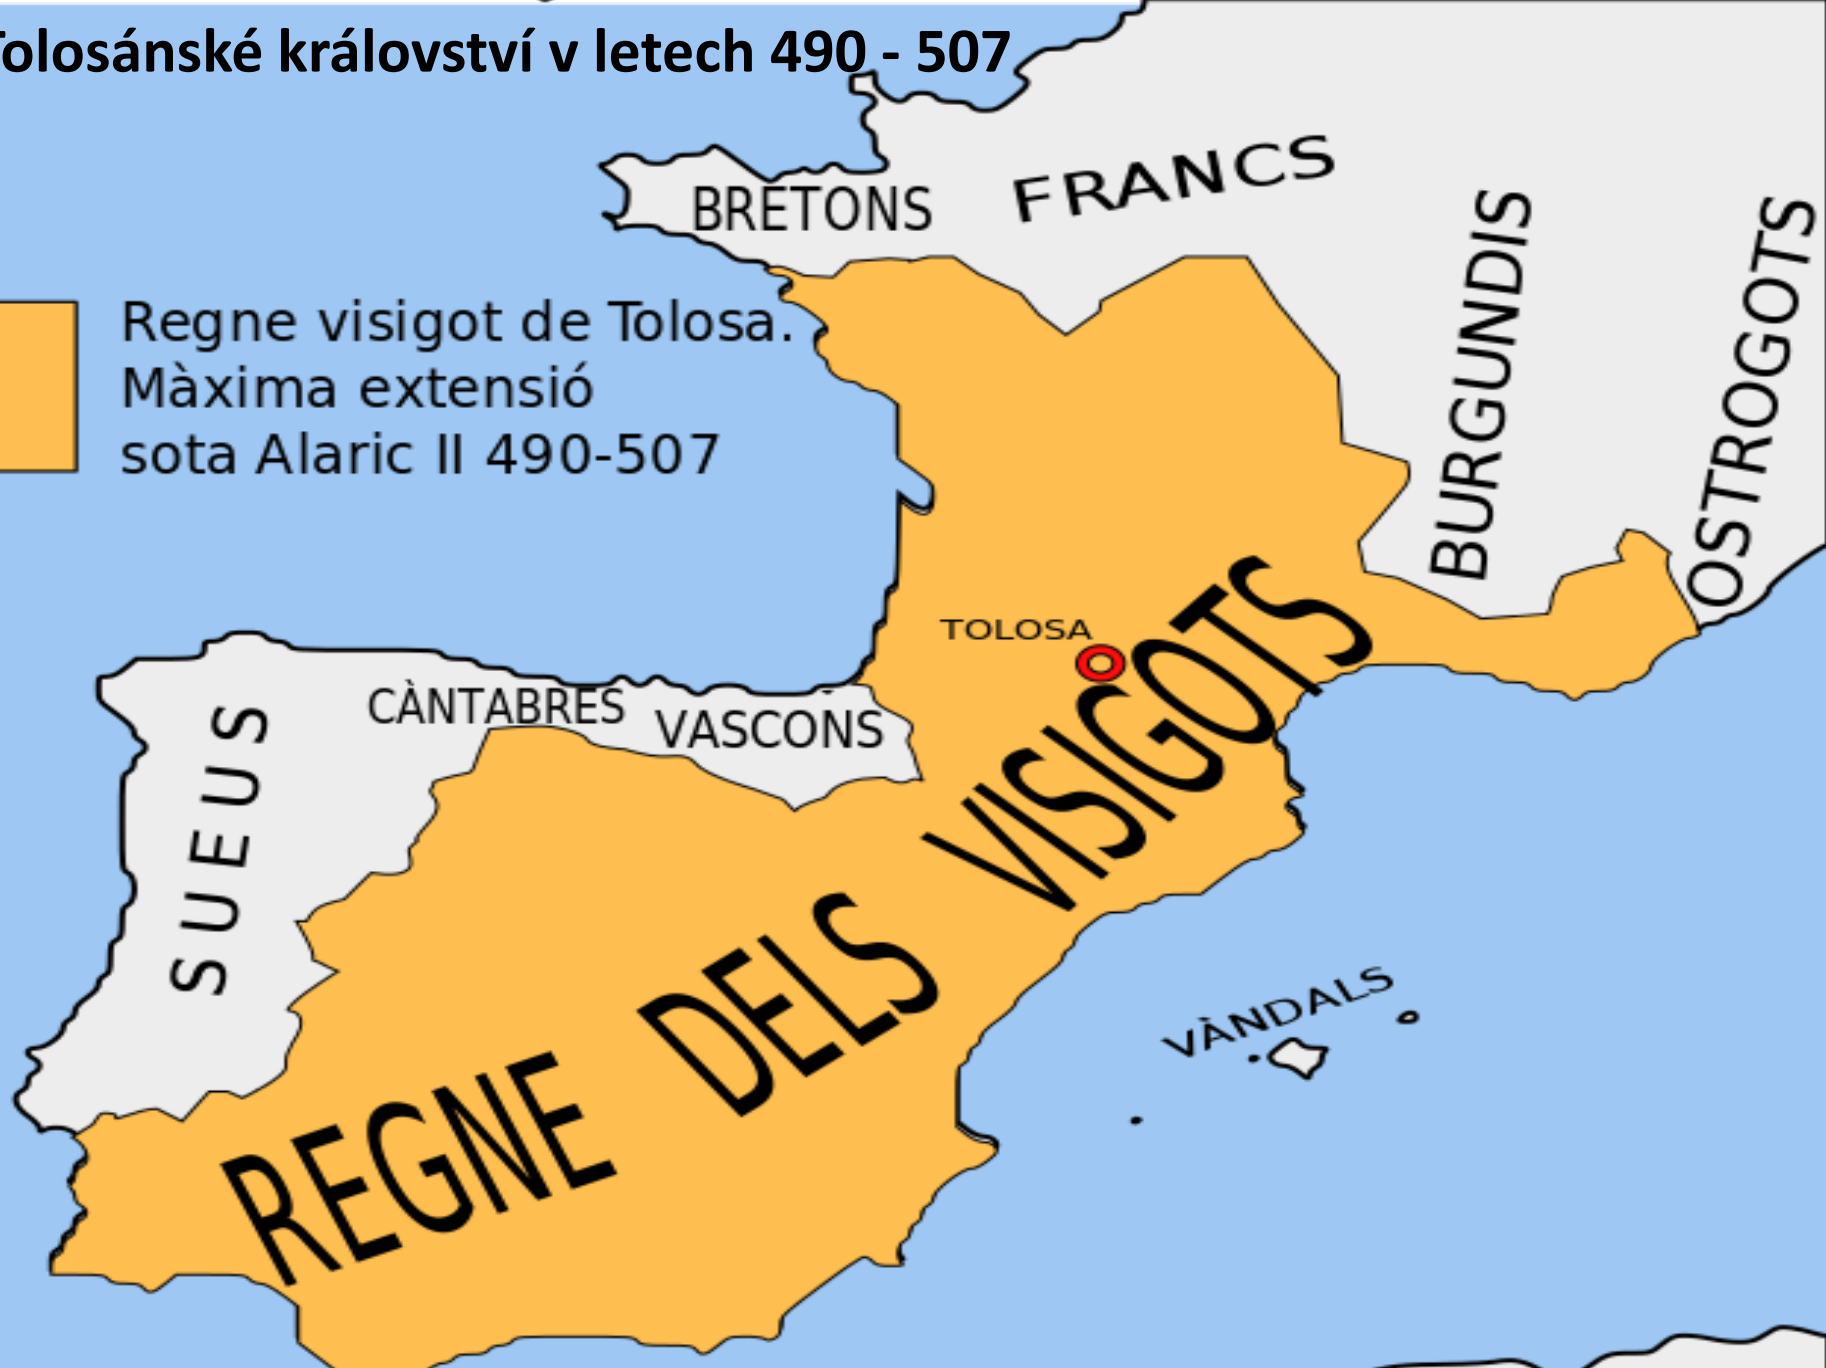 Tolosánské království v letech 490 - 507
BRETONS
FRANCS
BURGUNDIS
OSTROGOTS
Regne visigot de Tolosa.
Màxima extensió
sota Alaric II 490-507
TOLOSA
CÀNTABRES
VASCONS
SUEUS
REGNE DELS VISIGOTS
VÀNDALS